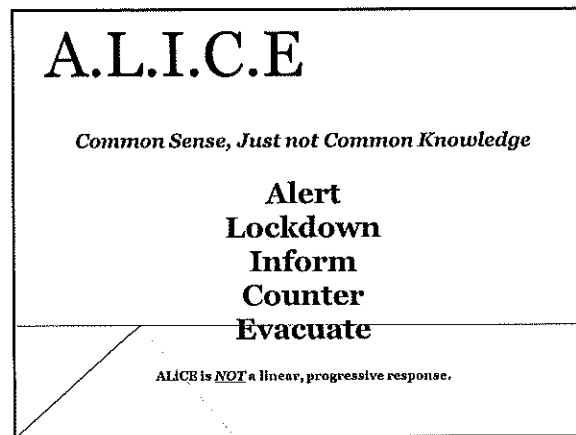 A.L.I.C.E
Common Sense, Just not Common Knowledge
Alert
Lockdown
Inform
Counter
Evacuate
ALiCE is NOT a linear, progressive response.